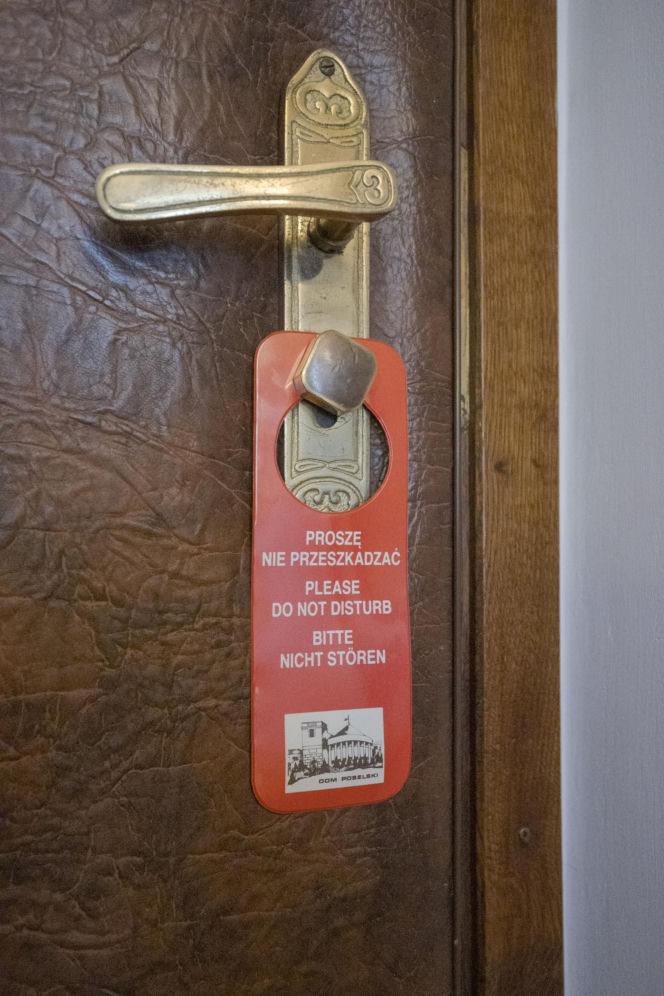 PROSZĘ
NIE PRZESZKADZAĆ
PLEASE
DO NOT DISTURB
BITTE
NICHT STÖREN
DOM POSELSKI